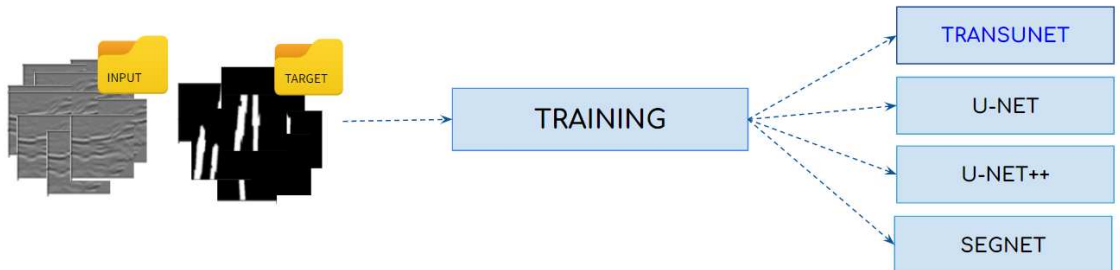 INPUT
TARGET
TRAINING
TRANSUNET
U-NET
U-NET++
SEGNET